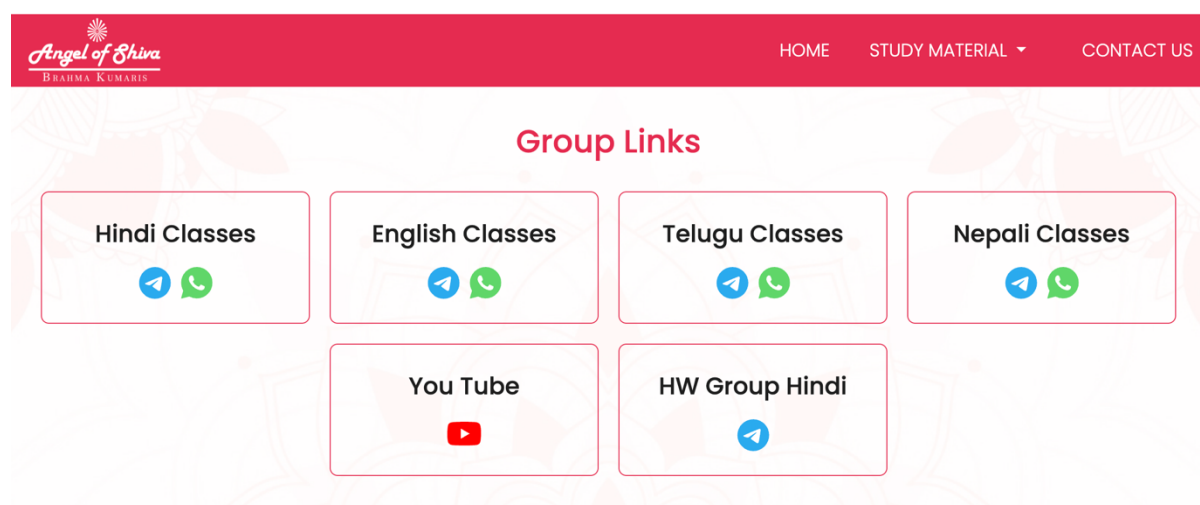 Angel of Shiva
BRAHMA KUMARIS
HOME STUDY MATERIAL CONTACT US
Group Links
Hindi Classes English Classes Telugu Classes Nepali Classes
You Tube HW Group Hindi